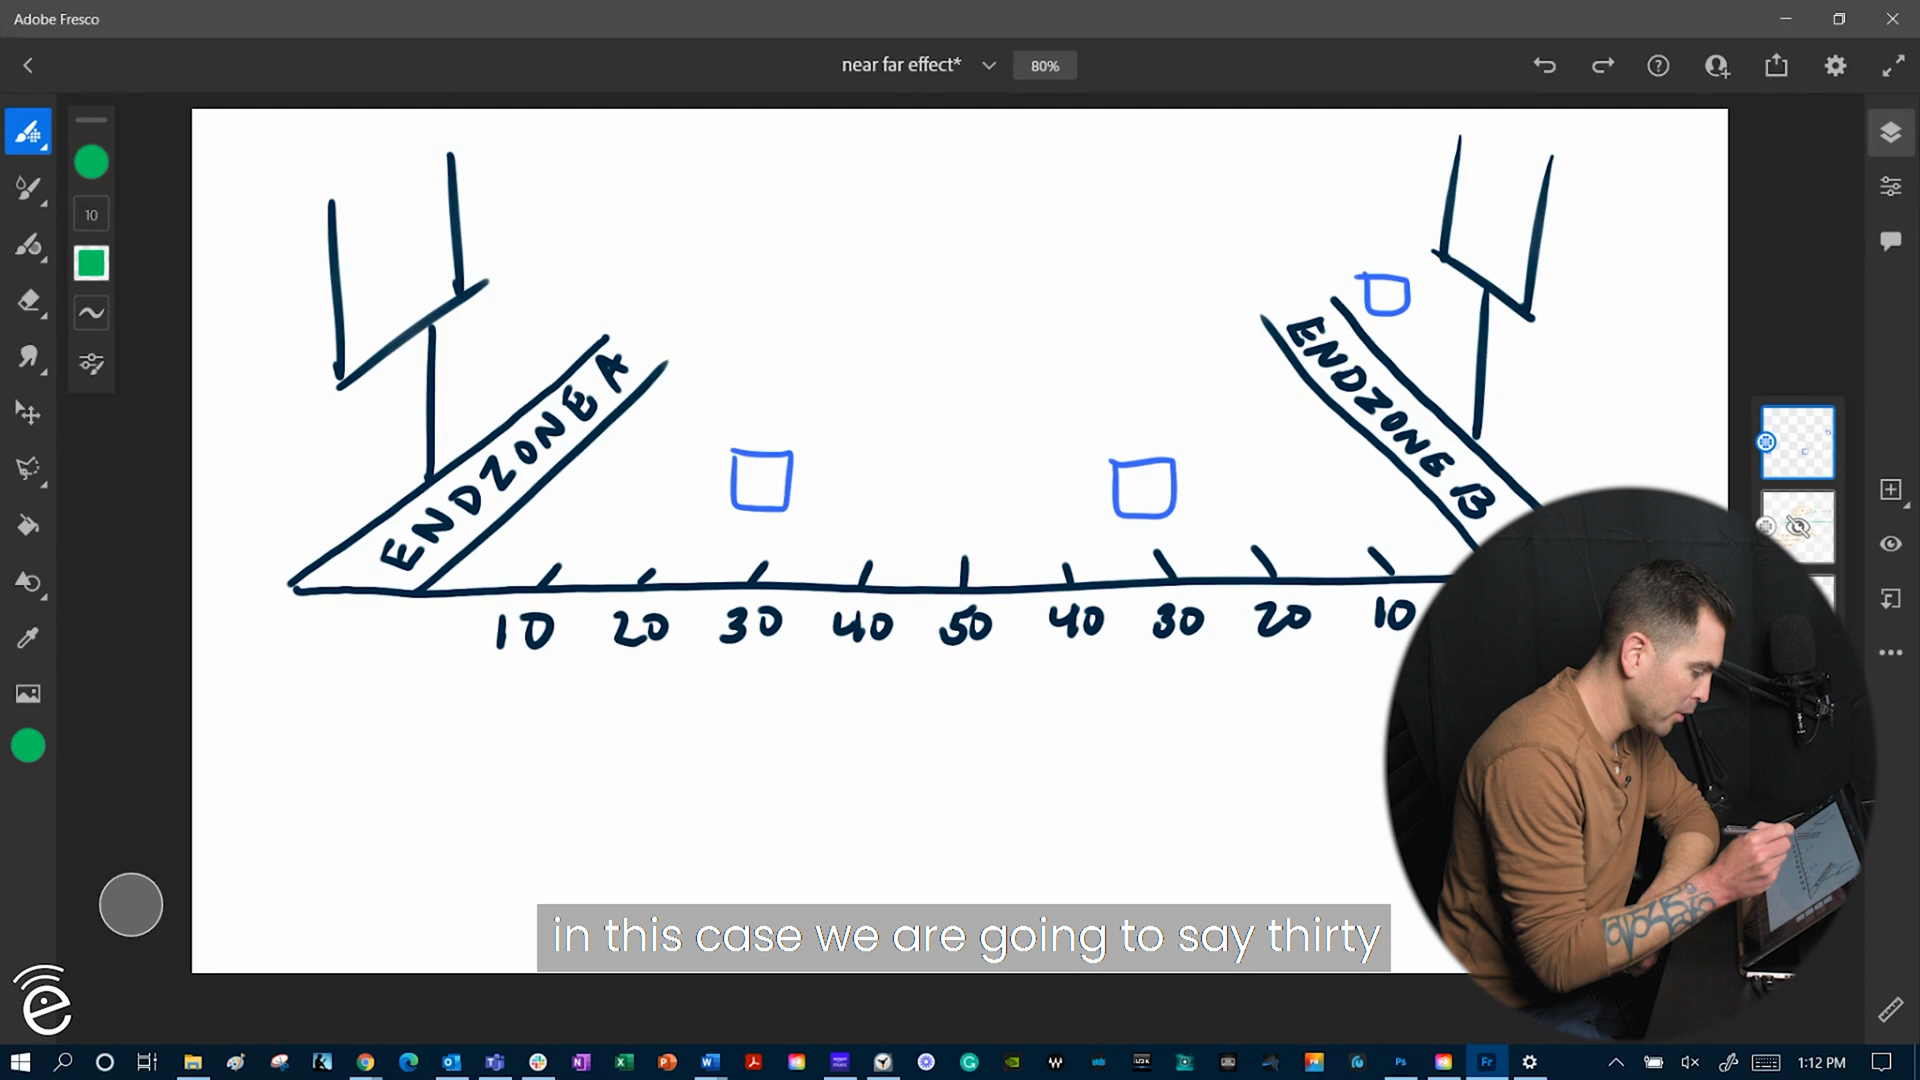 Adobe Fresco
near far effect*
80%
10
ENDZONE A
ENDZONE B
10 20 30 40 50 40 30 20 10
in this case we are going to say thirty
e
1:12 PM